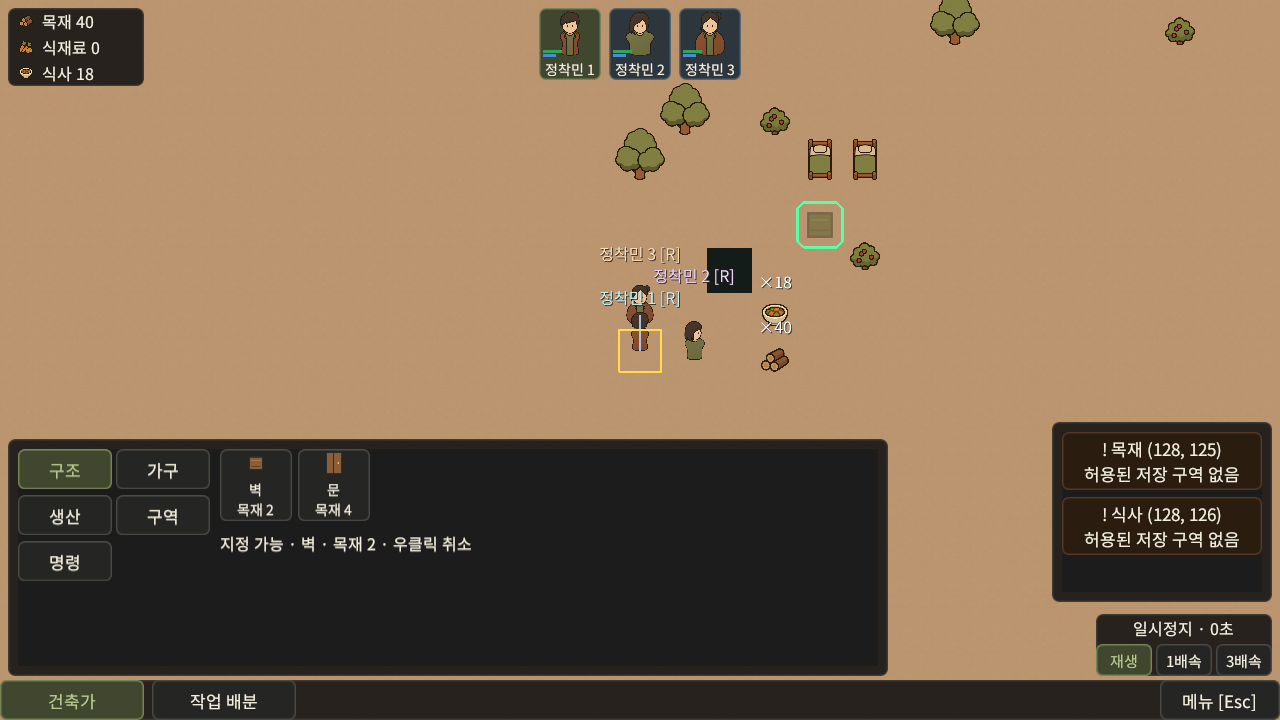 목재 40
식재료 0
식사 18
정착민 1
정착민 2
정착민 3
정착민 3 [R]
정착민 2 [R]
정착민 1 [R]
×18
×40
구조
가구
생산
구역
명령
벽
목재 2
문
목재 4
지정 가능 · 벽 · 목재 2 · 우클릭 취소
! 목재 (128, 125)
허용된 저장 구역 없음
! 식사 (128, 126)
허용된 저장 구역 없음
일시정지 · 0초
재생
1배속
3배속
건축가
작업 배분
메뉴 [Esc]